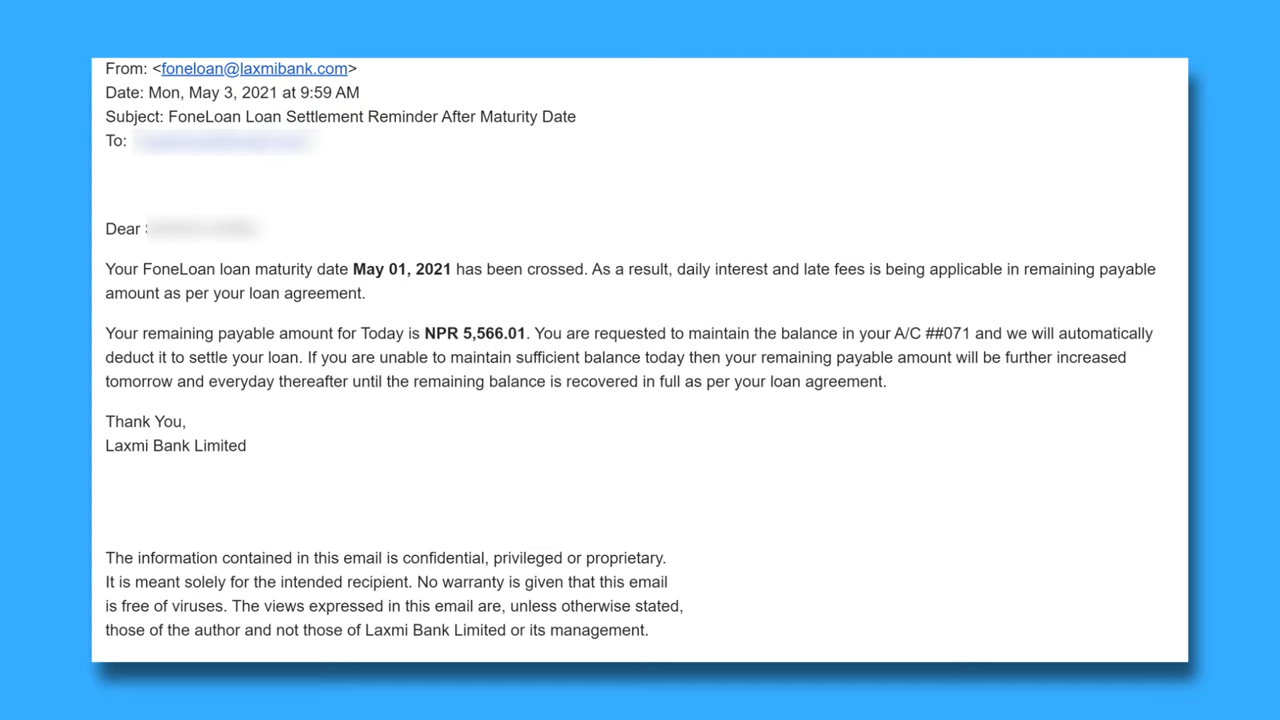 From: <foneloan@laxmibank.com>
Date: Mon, May 3, 2021 at 9:59 AM
Subject: FoneLoan Loan Settlement Reminder After Maturity Date
To:
Dear
Your FoneLoan loan maturity date May 01, 2021 has been crossed. As a result, daily interest and late fees is being applicable in remaining payable
amount as per your loan agreement.
Your remaining payable amount for Today is NPR 5,566.01. You are requested to maintain the balance in your A/C ##071 and we will automatically
deduct it to settle your loan. If you are unable to maintain sufficient balance today then your remaining payable amount will be further increased
tomorrow and everyday thereafter until the remaining balance is recovered in full as per your loan agreement.
Thank You,
Laxmi Bank Limited
The information contained in this email is confidential, privileged or proprietary.
It is meant solely for the intended recipient. No warranty is given that this email
is free of viruses. The views expressed in this email are, unless otherwise stated,
those of the author and not those of Laxmi Bank Limited or its management.